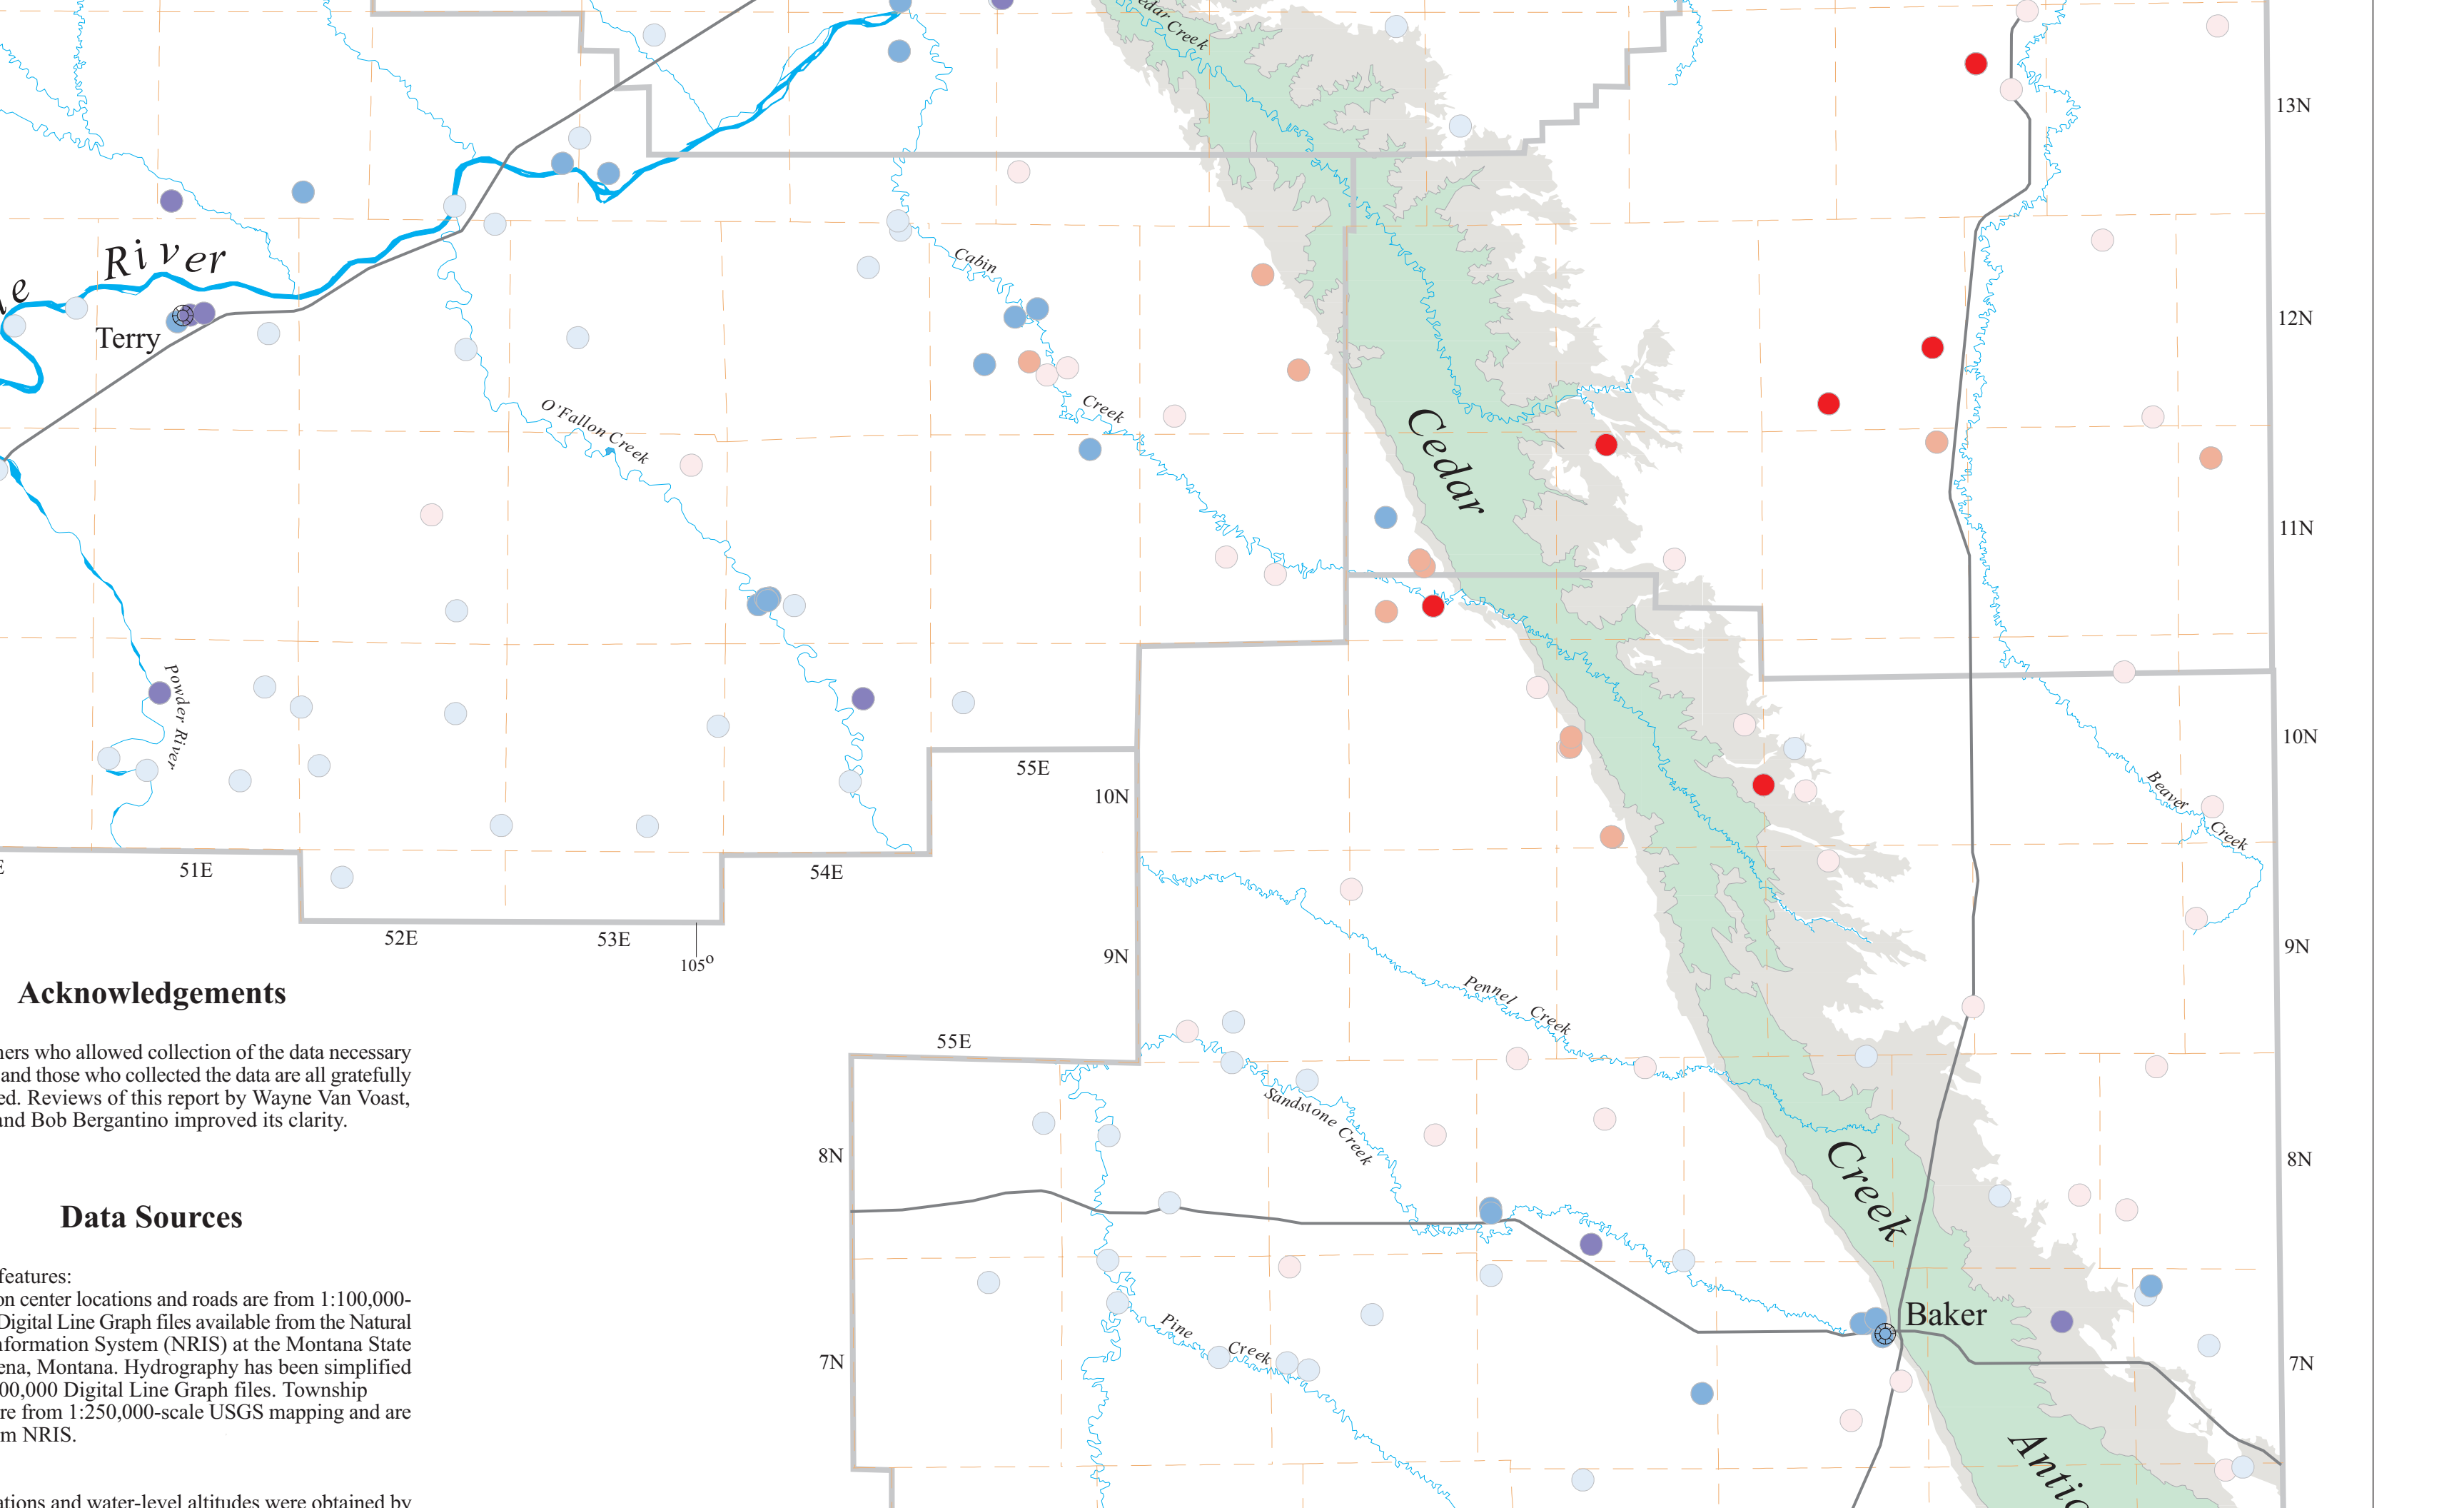 edar Creek
13N
River
Cabin
le
12N
Terry
Creek
O'Fallon Creek
Cedar
11N
Powder River
10N
55E
Beaver
10N
Creek
51E
54E
52E
53E
9N
9N
105o
Acknowledgements
Pennel Creek
55E
ners who allowed collection of the data necessary
and those who collected the data are all gratefully
ed. Reviews of this report by Wayne Van Voast,
and Bob Bergantino improved its clarity.
Sandstone Creek
8N
8N
Creek
Data Sources
features:
on center locations and roads are from 1:100,000-
Digital Line Graph files available from the Natural
nformation System (NRIS) at the Montana State
ena, Montana. Hydrography has been simplified
00,000 Digital Line Graph files. Township
re from 1:250,000-scale USGS mapping and are
m NRIS.
Baker
Pine Creek
7N
7N
Antic
ations and water-level altitudes were obtained by